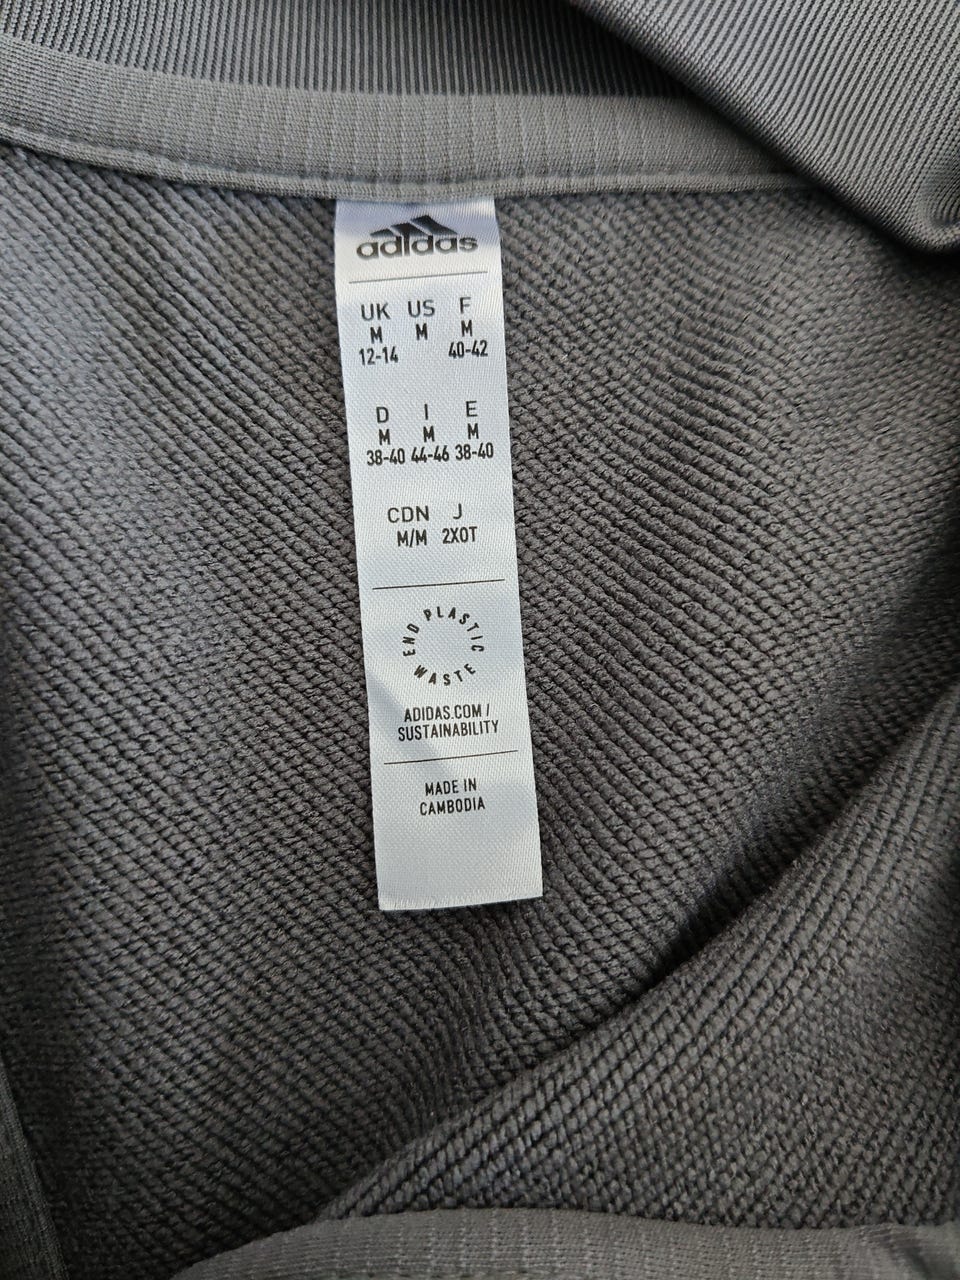 adidas
UK US F
M M M
12-14 40-42
D I E
M M M
38-40 44-46 38-40
CDN J
M/M 2XOT
END PLASTIC WASTE
ADIDAS.COM /
SUSTAINABILITY
MADE IN
CAMBODIA